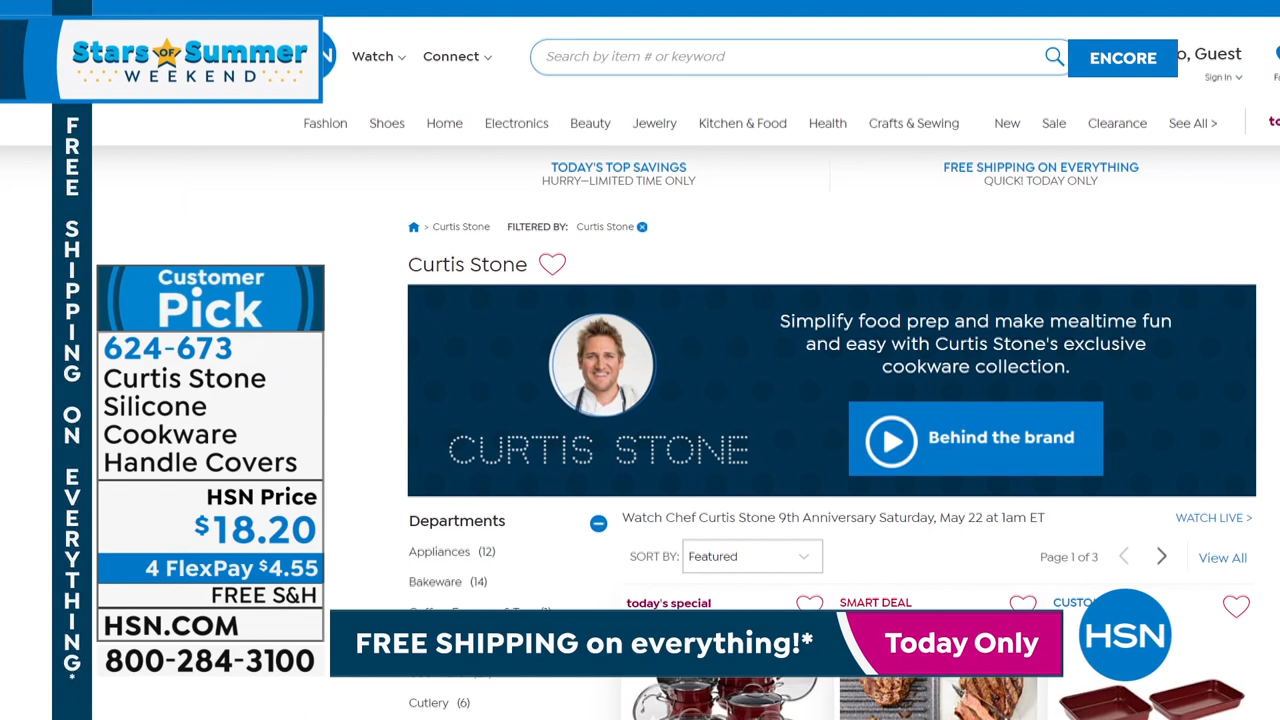 Stars OF Summer
WEEKEND
Watch
Connect
Search by item # or keyword
ENCORE
o, Guest
Sign In
Fashion
Shoes
Home
Electronics
Beauty
Jewelry
Kitchen & Food
Health
Crafts & Sewing
New
Sale
Clearance
See All >
TODAY'S TOP SAVINGS
HURRY—LIMITED TIME ONLY
FREE SHIPPING ON EVERYTHING
QUICK! TODAY ONLY
FREE SHIPPING ON EVERYTHING*
> Curtis Stone FILTERED BY: Curtis Stone
Curtis Stone
Simplify food prep and make mealtime fun
and easy with Curtis Stone's exclusive
cookware collection.
CURTIS STONE
Behind the brand
Customer
Pick
624-673
Curtis Stone
Silicone
Cookware
Handle Covers
HSN Price
$18.20
4 FlexPay $4.55
FREE S&H
HSN.COM
800-284-3100
Departments
Appliances (12)
Bakeware (14)
Cutlery (6)
Watch Chef Curtis Stone 9th Anniversary Saturday, May 22 at 1am ET
WATCH LIVE >
SORT BY: Featured
Page 1 of 3
View All
today's special
SMART DEAL
CUSTO
FREE SHIPPING on everything!*
Today Only
HSN